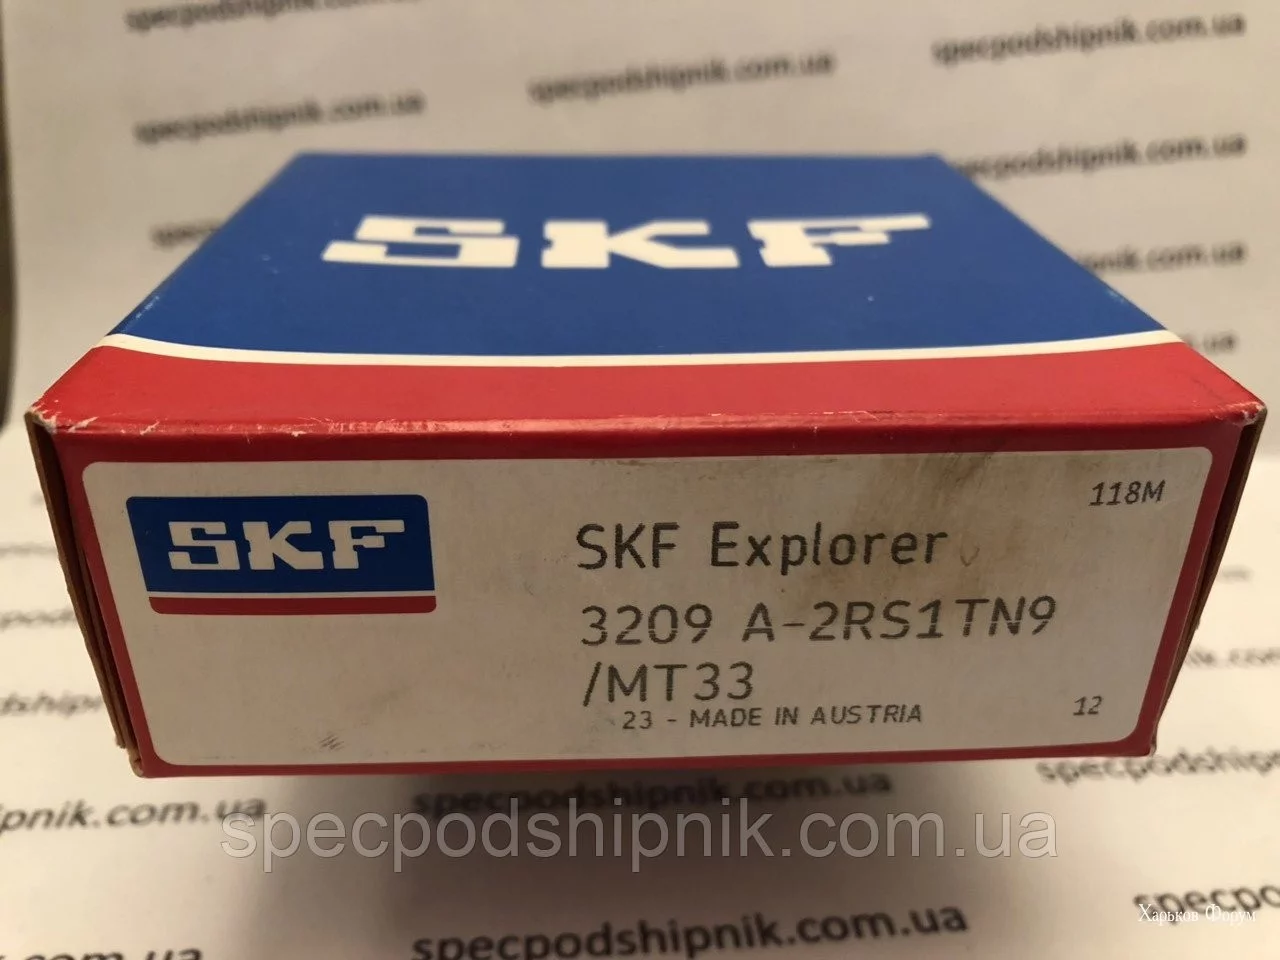 specpodshipnik.com.ua
specpodshipnik.com.ua
specpodshipnik.com.ua
specpodshipnik.com.ua
specpodshipnik.com.ua
SKF
118M
SKF
SKF Explorer
3209 A-2RS1TN9
/MT33
23 - MADE IN AUSTRIA
12
specpodshipnik.com.ua
specpodshipnik.com.ua
Харьков Форум
specpodshipnik.com.ua